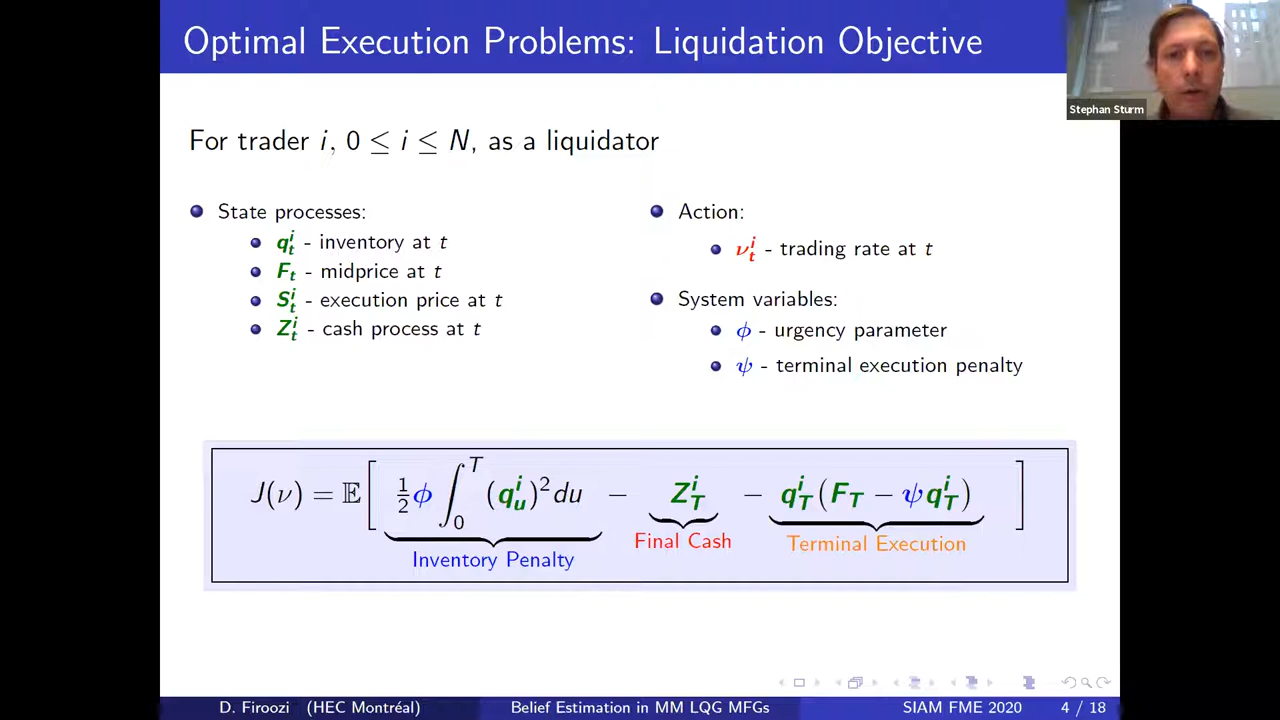 Optimal Execution Problems: Liquidation Objective
Stephan Sturm
For trader i, 0 ≤ i ≤ N, as a liquidator
State processes:
q_t^i - inventory at t
F_t - midprice at t
S_t^i - execution price at t
Z_t^i - cash process at t
Action:
ν_t^i - trading rate at t
System variables:
ϕ - urgency parameter
ψ - terminal execution penalty
J(ν) = 𝔼[ ½ϕ ∫_0^T (q_u^i)^2 du − Z_T^i − q_T^i(F_T − ψq_T^i) ]
Inventory Penalty
Final Cash
Terminal Execution
D. Firoozi (HEC Montréal) Belief Estimation in MM LQG MFGs SIAM FME 2020 4 / 18